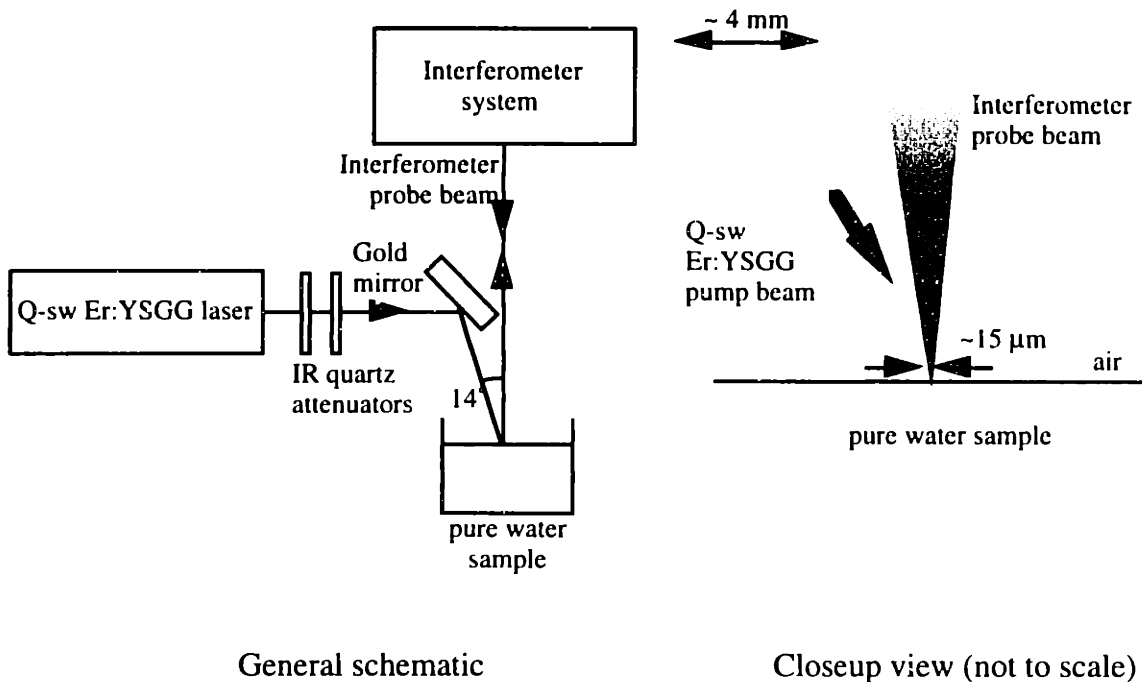 ~ 4 mm
Interferometer
system
Interferometer
probe beam
Interferometer
probe beam
Gold
mirror
Q-sw
Er:YSGG
pump beam
Q-sw Er:YSGG laser
~15 μm
IR quartz
attenuators
14°
air
pure water sample
pure water
sample
General schematic
Closeup view (not to scale)